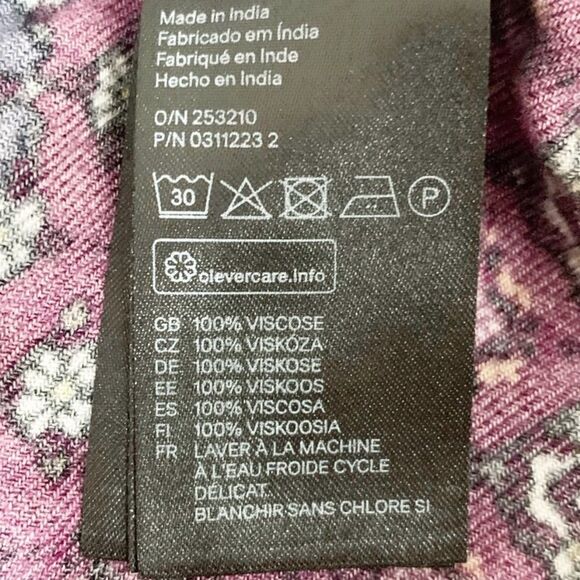 Made in India
Fabricado em Índia
Fabriqué en Inde
Hecho en India
O/N 253210
P/N 0311223 2
30
P
clevercare.info
GB 100% VISCOSE
CZ 100% VISKÓZA
DE 100% VISKOSE
EE 100% VISKOOS
ES 100% VISCOSA
FI 100% VISKOOSIA
FR LAVER À LA MACHINE
À L'EAU FROIDE CYCLE
DÉLICAT.
BLANCHIR SANS CHLORE SI